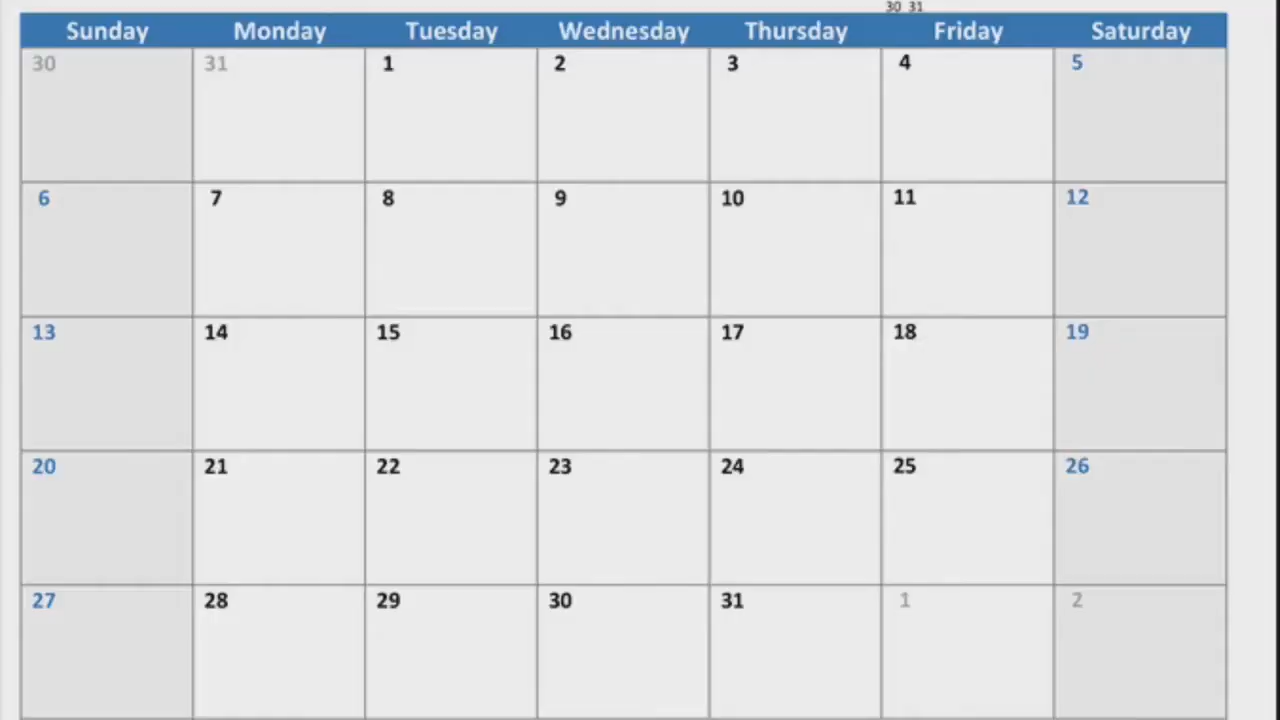 30 31
Sunday Monday Tuesday Wednesday Thursday Friday Saturday
30 31 1 2 3 4 5
6 7 8 9 10 11 12
13 14 15 16 17 18 19
20 21 22 23 24 25 26
27 28 29 30 31 1 2